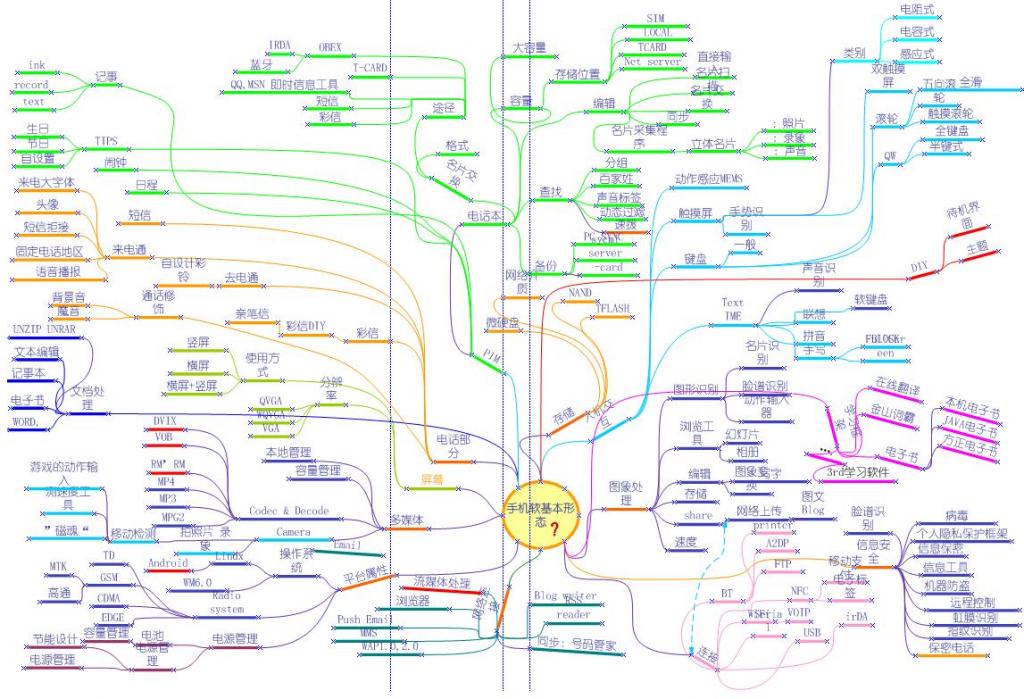 手机软基本形
态
?
ink
record
text
记事
生日
节日
自设置
TIPS
闹钟
日程
来电大字体
头像
短信拒接
固定电话地区
语音播报
来电通
短信
自设计彩
铃
去电通
背景音
魔音
通话修
饰
亲笔信
彩信DIY
彩信
电话部
分
UNZIP UNRAR
文本编辑
记事本
电子书
WORD,
文档处
理
竖屏
横屏
横屏+竖屏
使用方
式
QVGA
WQVGA
VGA
分辨
率
屏幕
DVIX
VOB
RM" RM
MP4
MP3
MPG2
Codec & Decode
本地管理
容量管理
多媒体
游戏的动作输
入
测速度工
具
”磁魂“
移动检测
拍照片 录
象
Camera
Email
Android
Linux
WM6.0
操作系
统
平台属性
TD
MTK
高通
GSM
CDMA
EDGE
Radio
system
节能设计
容量管理
电源管理
电池
电源管
理
电源管理
流媒体处理
浏览器
Push Email
MMS
WAP1.0,2.0
Blog writer
reader
同步: 号码管家
IRDA
蓝牙
OBEX
T-CARD
QQ,MSN 即时信息工具
短信
彩信
途径
格式
名片交
换
电话本
PIM
大容量
容量
存储位置
SIM
LOCAL
TCARD
Net server
编辑
直接输
入
名片扫
描
名片交
换
同步
名片采集程
序
立体名片
: 照片
: 录象
: 声音
查找
分组
百家姓
声音标签
动态过滤
速拨
备份
PC SYNC
server
-card
微硬盘
NAND
TFLASH
存储
类别
电阻式
电容式
感应式
双触摸
屏
滚轮
五向滚
轮
全滑
触摸滚轮
QW
全键盘
半键式
动作感应MEMS
触摸屏
手势识
别
键盘
一般
DIY
待机界
面
主题
Text
IME
声音识
别
联想
软键盘
拼音
手写
een
图形识别
名片识
别
脸谱识别
动作输入
器
图象处
理
浏览工
具
幻灯片
相册
编辑
存储
图象变
换
文字
share
网络上传
图文
Blog
速度
在线翻译
金山词霸
电子书
本机电子书
JAVA电子书
方正电子书
3rd学习软件
连接
BT
printer
A2DP
FTP
NFC
VOIP
USB
irDA
移动支
电子标
签
脸谱识
别
信息安
全
病毒
个人隐私保护框架
信息保密
信息工具
机器防盗
远程控制
虹膜识别
指纹识别
保密电话